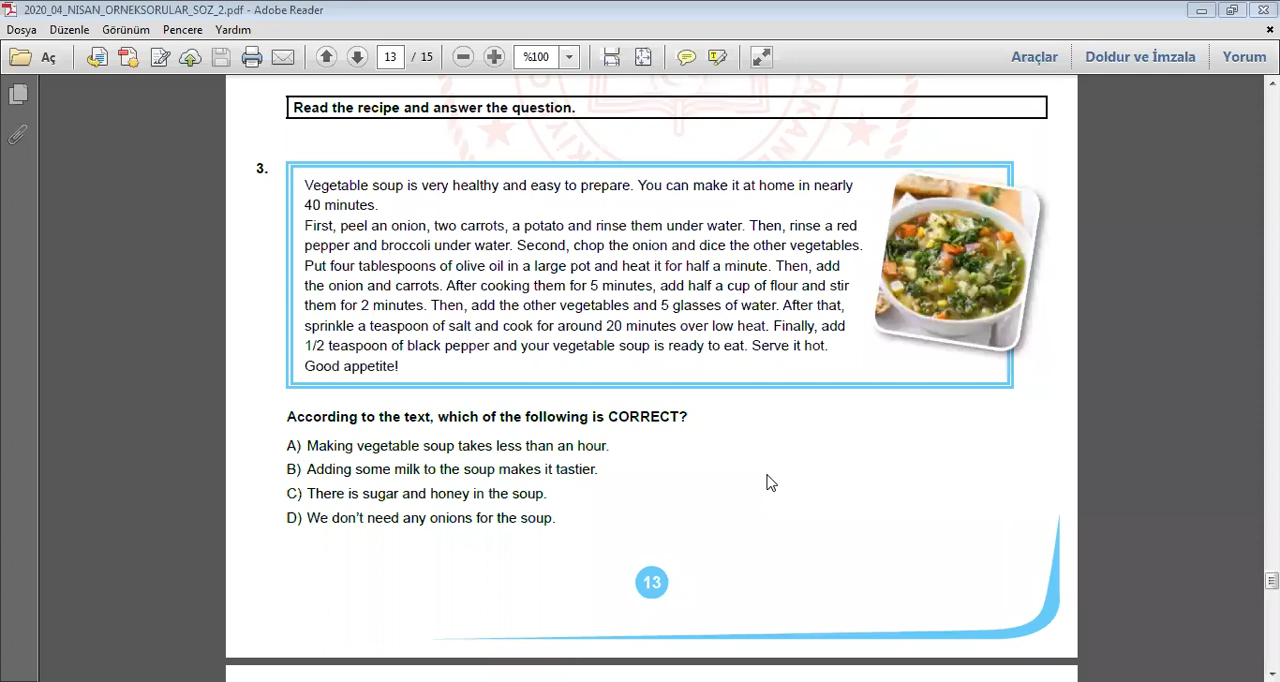 2020_04_NISAN_ORNEKSORULAR_SOZ_2.pdf - Adobe Reader
Dosya Düzenle Görünüm Pencere Yardım
Aç 13 / 15 %100 Araçlar Doldur ve İmzala Yorum
Read the recipe and answer the question.
3.
Vegetable soup is very healthy and easy to prepare. You can make it at home in nearly
40 minutes.
First, peel an onion, two carrots, a potato and rinse them under water. Then, rinse a red
pepper and broccoli under water. Second, chop the onion and dice the other vegetables.
Put four tablespoons of olive oil in a large pot and heat it for half a minute. Then, add
the onion and carrots. After cooking them for 5 minutes, add half a cup of flour and stir
them for 2 minutes. Then, add the other vegetables and 5 glasses of water. After that,
sprinkle a teaspoon of salt and cook for around 20 minutes over low heat. Finally, add
1/2 teaspoon of black pepper and your vegetable soup is ready to eat. Serve it hot.
Good appetite!
According to the text, which of the following is CORRECT?
A) Making vegetable soup takes less than an hour.
B) Adding some milk to the soup makes it tastier.
C) There is sugar and honey in the soup.
D) We don’t need any onions for the soup.
13